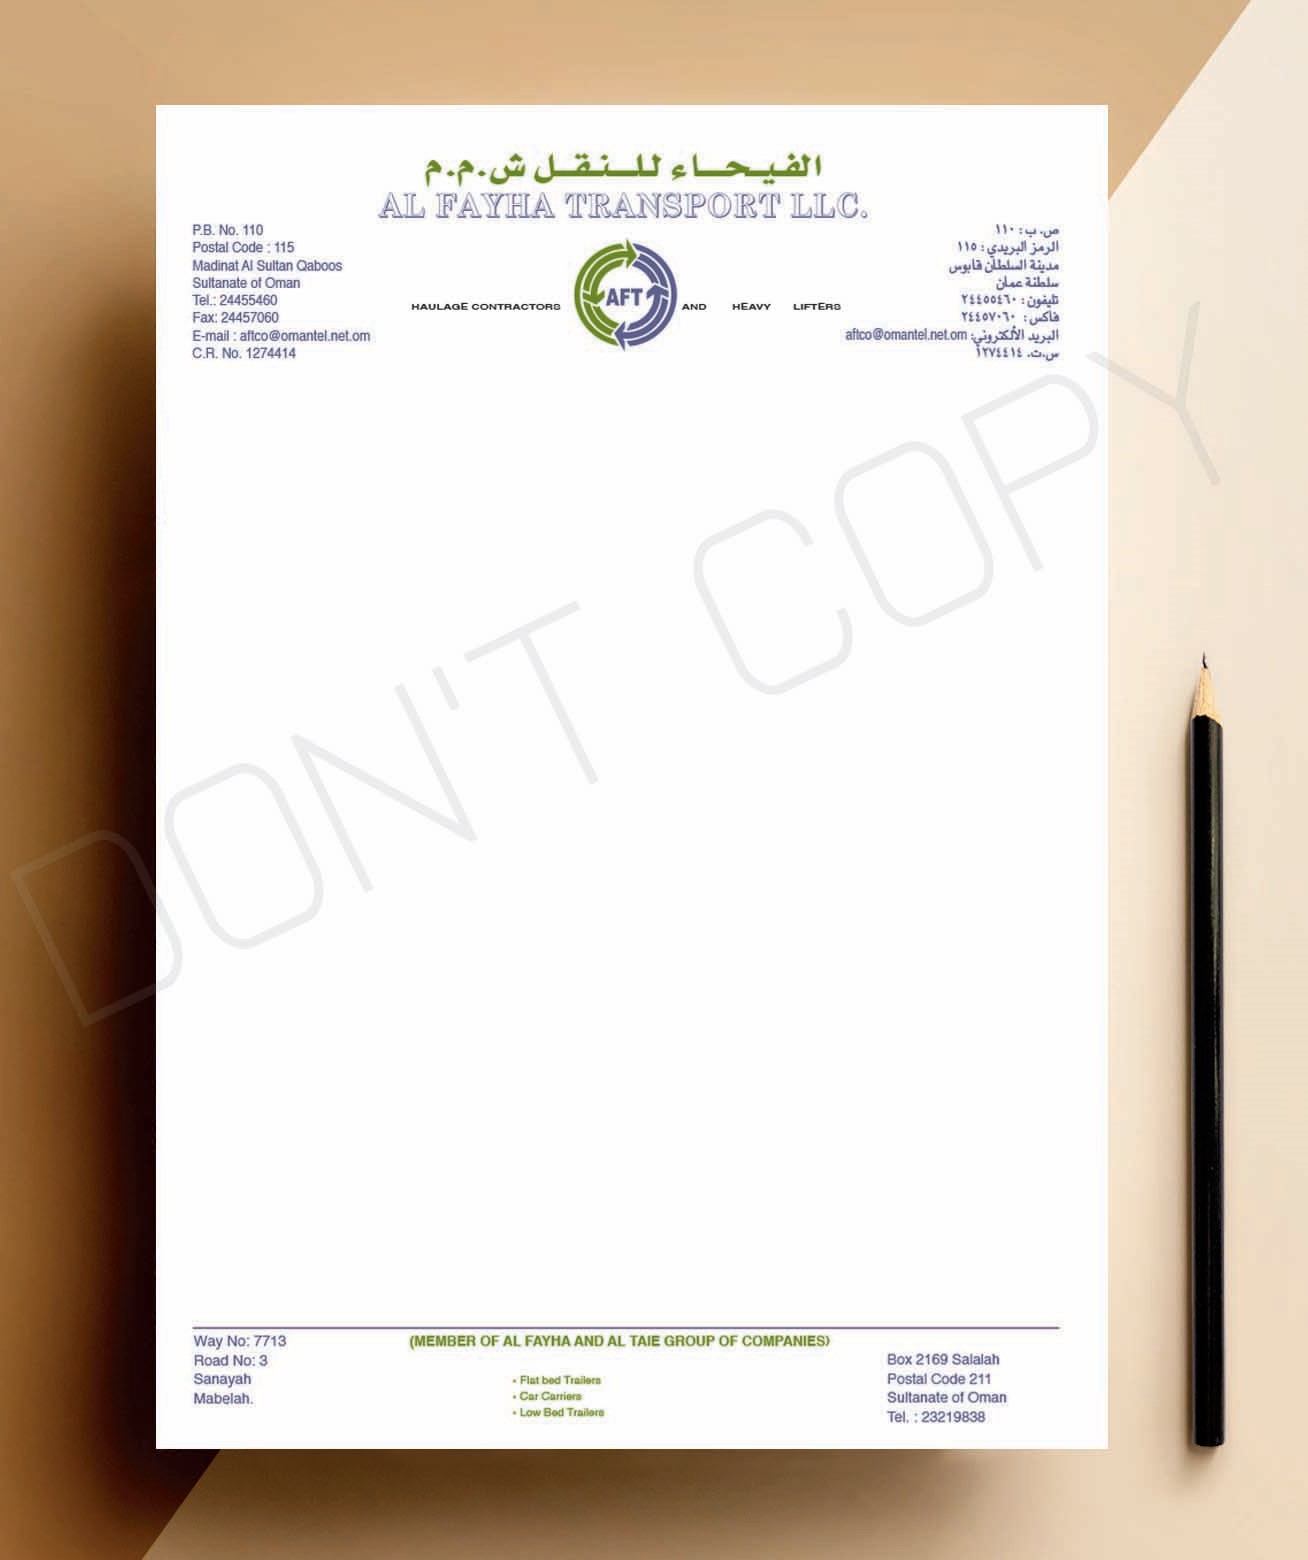 الفيحاء للنقل ش.م.م
AL FAYHA TRANSPORT LLC.
P.B. No. 110
Postal Code : 115
Madinat Al Sultan Qaboos
Sultanate of Oman
Tel.: 24455460
Fax: 24457060
E-mail : aftco@omantel.net.om
C.R. No. 1274414
HAULAGE CONTRACTORS AFT AND HEAVY LIFTERS
ص. ب : ١١٠
الرمز البريدي : ١١٥
مدينة السلطان قابوس
سلطنة عمان
تليفون : ٢٤٤٥٥٤٦٠
فاكس : ٢٤٤٥٧٠٦٠
البريد الألكتروني: aftco@omantel.net.om
س.ت. ١٢٧٤٤١٤
DON'T COPY
Way No: 7713
Road No: 3
Sanayah
Mabelah.
(MEMBER OF AL FAYHA AND AL TAIE GROUP OF COMPANIES)
• Flat bed Trailers
• Car Carriers
• Low Bed Trailers
Box 2169 Salalah
Postal Code 211
Sultanate of Oman
Tel. : 23219838